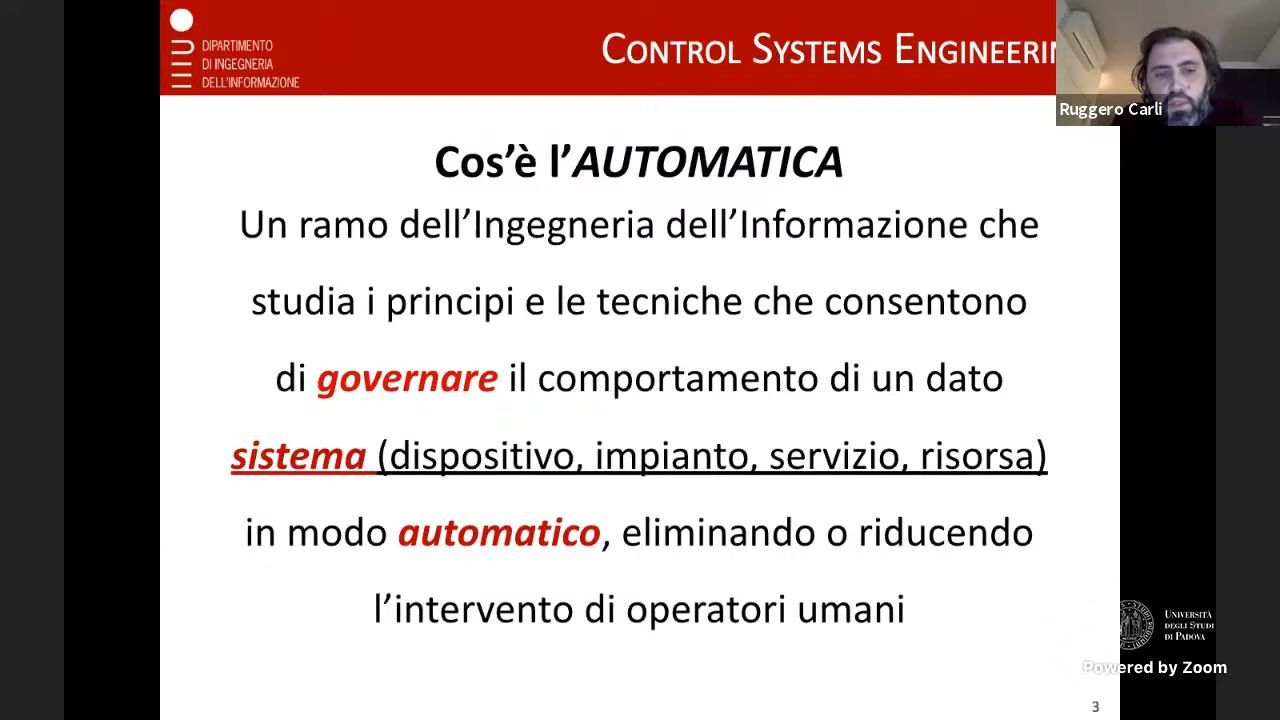 DIPARTIMENTO
DI INGEGNERIA
DELL'INFORMAZIONE
CONTROL SYSTEMS ENGINEERIN
Ruggero Carli
Cos'è l'AUTOMATICA
Un ramo dell'Ingegneria dell'Informazione che
studia i principi e le tecniche che consentono
di governare il comportamento di un dato
sistema (dispositivo, impianto, servizio, risorsa)
in modo automatico, eliminando o riducendo
l'intervento di operatori umani
UNIVERSITÀ
DEGLI STUDI
DI PADOVA
Powered by Zoom
3